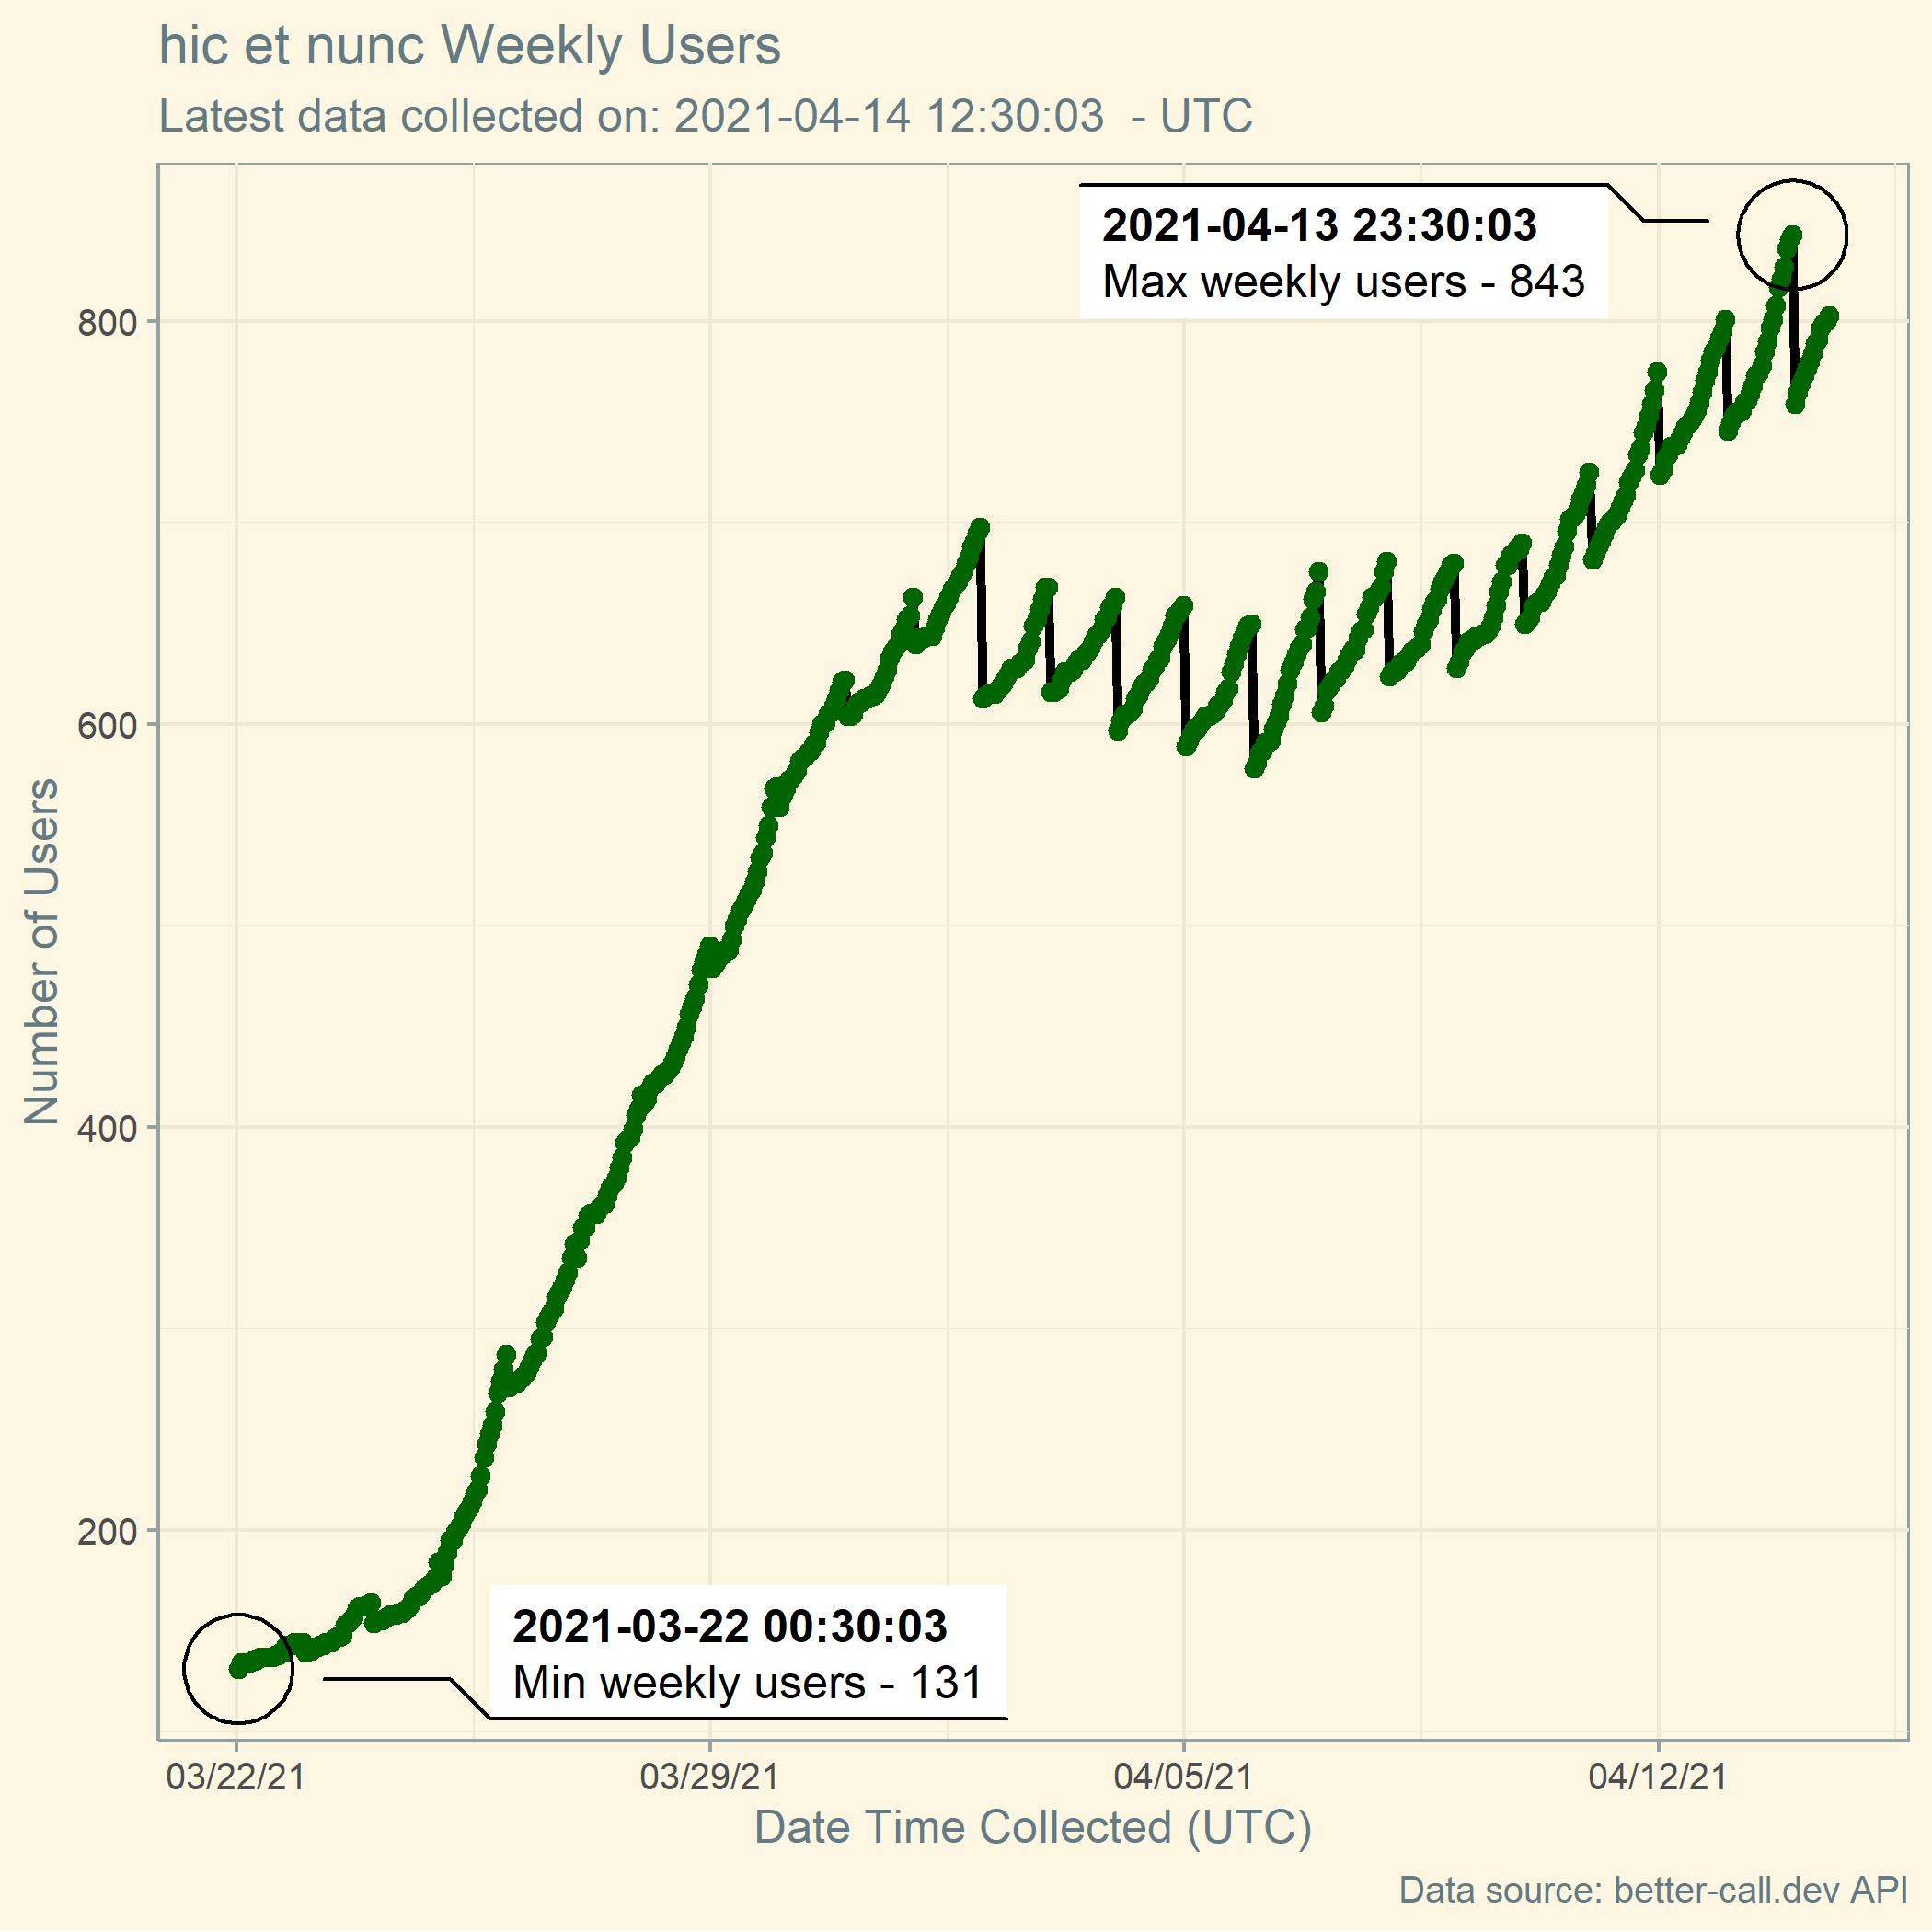 hic et nunc Weekly Users
Latest data collected on: 2021-04-14 12:30:03  - UTC
2021-04-13 23:30:03
Max weekly users - 843
800
600
400
200
Number of Users
2021-03-22 00:30:03
Min weekly users - 131
03/22/21 03/29/21 04/05/21 04/12/21
Date Time Collected (UTC)
Data source: better-call.dev API